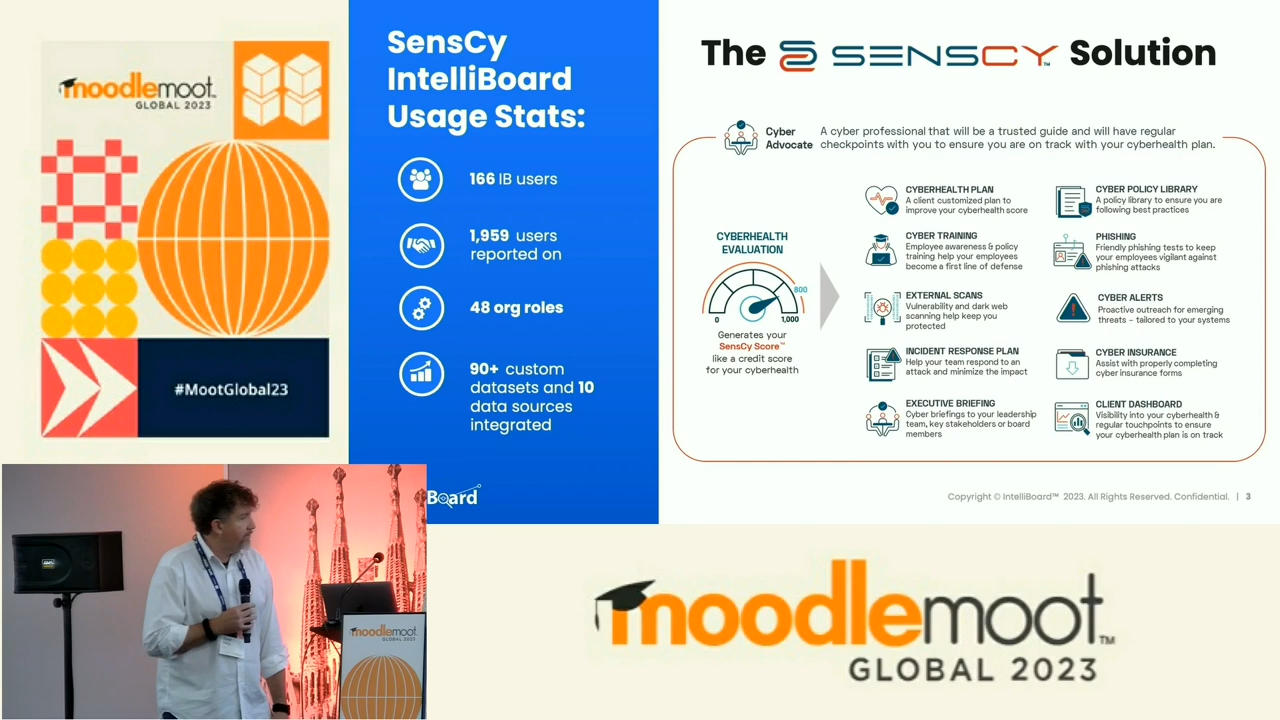 moodlemoot
GLOBAL 2023
#MootGlobal23
SensCy
IntelliBoard
Usage Stats:
166 IB users
1,959 users
reported on
48 org roles
90+ custom
datasets and 10
data sources
integrated
Board
The SENSCY™ Solution
Cyber
Advocate
A cyber professional that will be a trusted guide and will have regular
checkpoints with you to ensure you are on track with your cyberhealth plan.
CYBERHEALTH
EVALUATION
800
0
1,000
Generates your
SensCy Score™
like a credit score
for your cyberhealth
CYBERHEALTH PLAN
A client customized plan to
improve your cyberhealth score
CYBER TRAINING
Employee awareness & policy
training help your employees
become a first line of defense
EXTERNAL SCANS
Vulnerability and dark web
scanning help keep you
protected
INCIDENT RESPONSE PLAN
Help your team respond to an
attack and minimize the impact
EXECUTIVE BRIEFING
Cyber briefings to your leadership
team, key stakeholders or board
members
CYBER POLICY LIBRARY
A policy library to ensure you are
following best practices
PHISHING
Friendly phishing tests to keep
your employees vigilant against
phishing attacks
CYBER ALERTS
Proactive outreach for emerging
threats – tailored to your systems
CYBER INSURANCE
Assist with properly completing
cyber insurance forms
CLIENT DASHBOARD
Visibility into your cyberhealth &
regular touchpoints to ensure
your cyberhealth plan is on track
Copyright © IntelliBoard™ 2023. All Rights Reserved. Confidential. | 3
moodlemoot
GLOBAL 2023
moodlemoot™
GLOBAL 2023